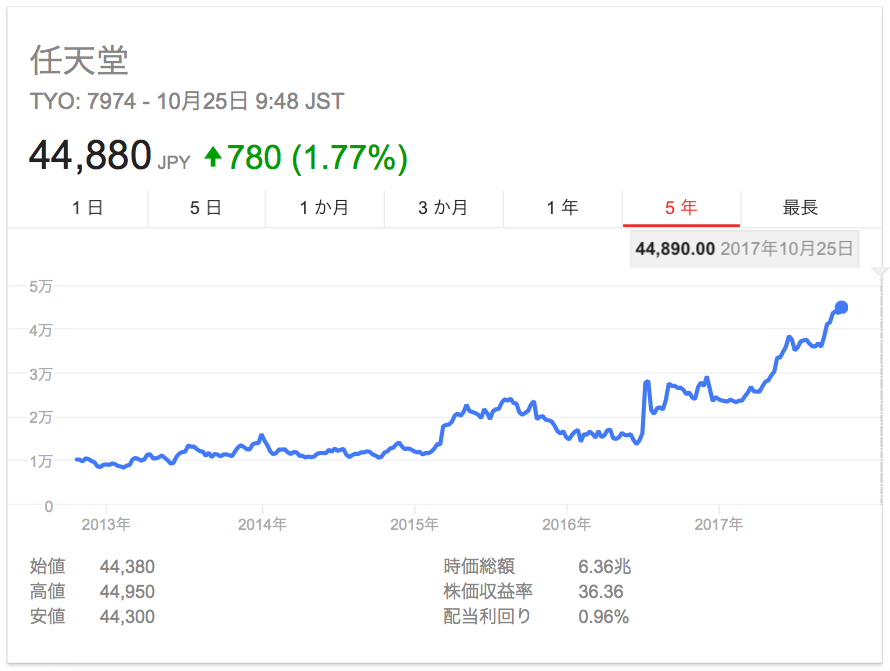 任天堂
TYO: 7974 - 10月25日 9:48 JST
44,880 JPY 780 (1.77%)
1 日 5 日 1 か月 3 か月 1 年 5 年 最長
44,890.00 2017年10月25日
5万
4万
3万
2万
1万
0
2013年 2014年 2015年 2016年 2017年
始値 44,380 時価総額 6.36兆
高値 44,950 株価収益率 36.36
安値 44,300 配当利回り 0.96%